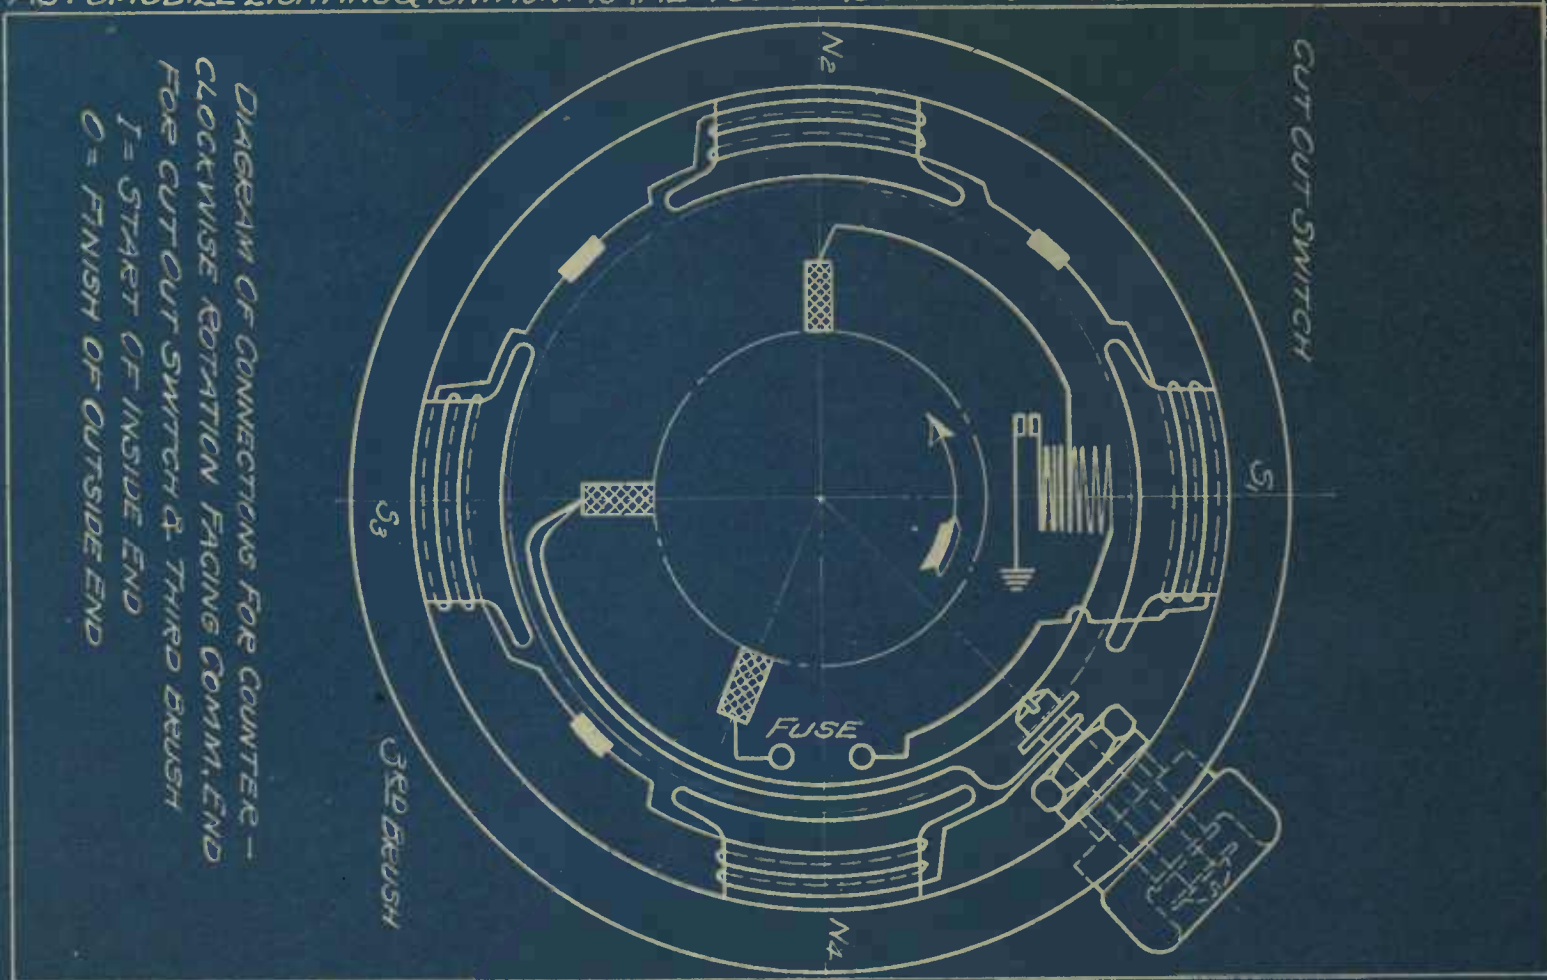 CUT OUT SWITCH
N2
S1
DIAGRAM OF CONNECTIONS FOR COUNTER-
CLOCKWISE ROTATION FACING COMM. END
FOR CUT OUT SWITCH & THIRD BRUSH
I = START OF INSIDE END
O = FINISH OF OUTSIDE END
S3
FUSE
3RD BRUSH
N4